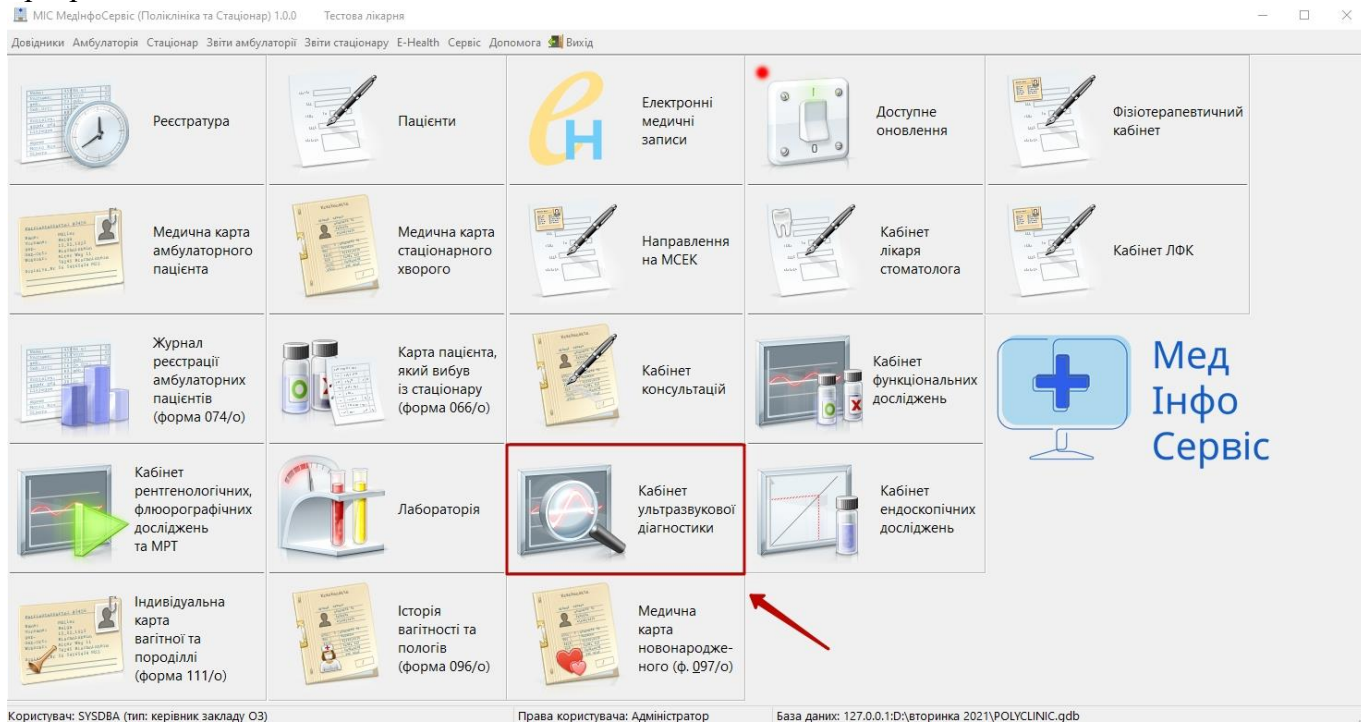 МІС МедІнфоСервіс (Поліклініка та Стаціонар) 1.0.0 Тестова лікарня
Довідники Амбулаторія Стаціонар Звіти амбулаторії Звіти стаціонару E-Health Сервіс Допомога Вихід
Реєстратура
Пацієнти
Електронні
медичні
записи
Доступне
оновлення
Фізіотерапевтичний
кабінет
Медична карта
амбулаторного
пацієнта
Медична карта
стаціонарного
хворого
Направлення
на МСЕК
Кабінет
лікаря
стоматолога
Кабінет ЛФК
Журнал
реєстрації
амбулаторних
пацієнтів
(форма 074/о)
Карта пацієнта,
який вибув
із стаціонару
(форма 066/о)
Кабінет
консультацій
Кабінет
функціональних
досліджень
Мед
Інфо
Сервіс
Кабінет
рентгенологічних,
флюорографічних
досліджень
та МРТ
Лабораторія
Кабінет
ультразвукової
діагностики
Кабінет
ендоскопічних
досліджень
Індивідуальна
карта
вагітної та
породіллі
(форма 111/о)
Історія
вагітності та
пологів
(форма 096/о)
Медична
карта
новонародже-
ного (ф. 097/о)
Користувач: SYSDBA (тип: керівник закладу ОЗ) Права користувача: Адміністратор База даних: 127.0.0.1:D:\вторинка 2021\POLYCLINIC.gdb